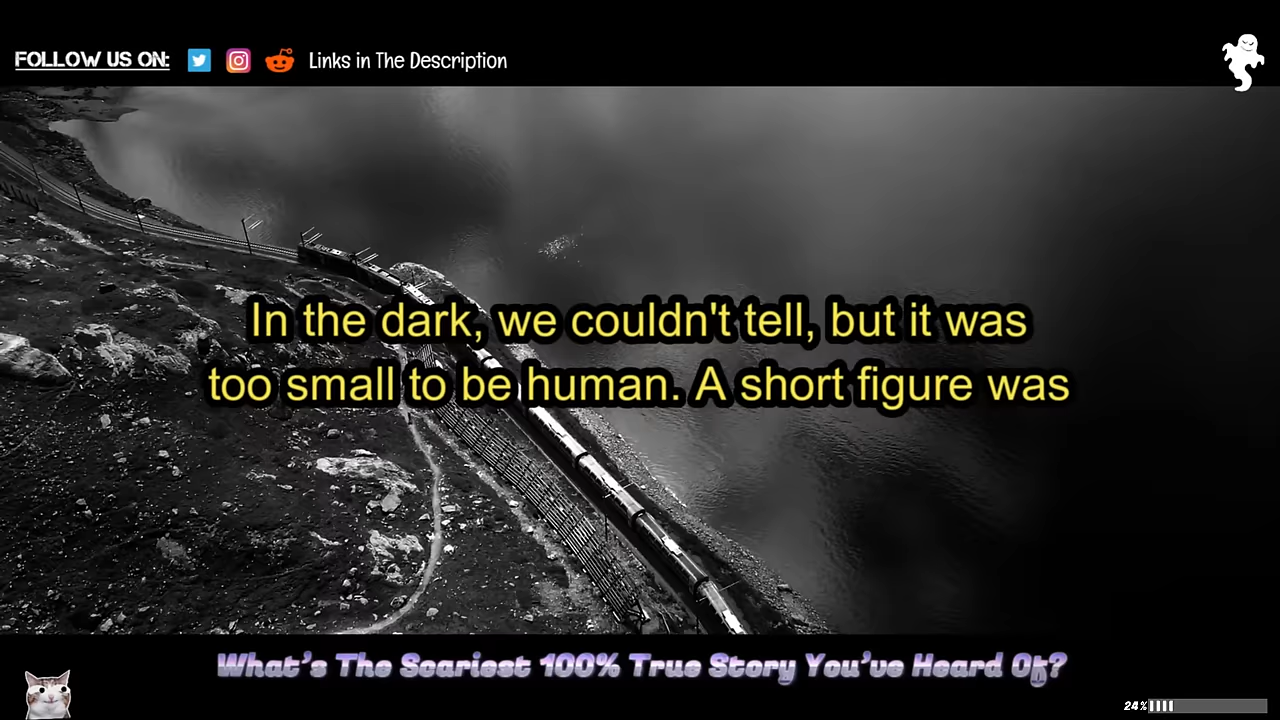 FOLLOW US ON: Links in The Description
In the dark, we couldn't tell, but it was
too small to be human. A short figure was
What's The Scariest 100% True Story You've Heard Of?
24%